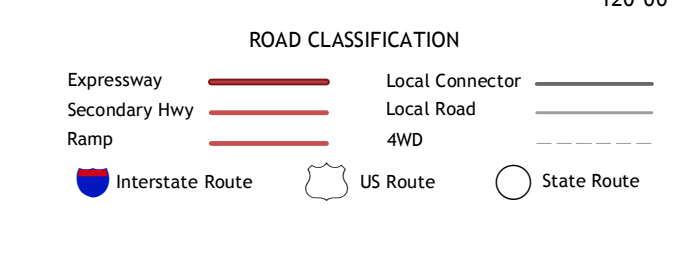 ROAD CLASSIFICATION
Expressway
Local Connector
Secondary Hwy
Local Road
Ramp
4WD
Interstate Route
US Route
State Route